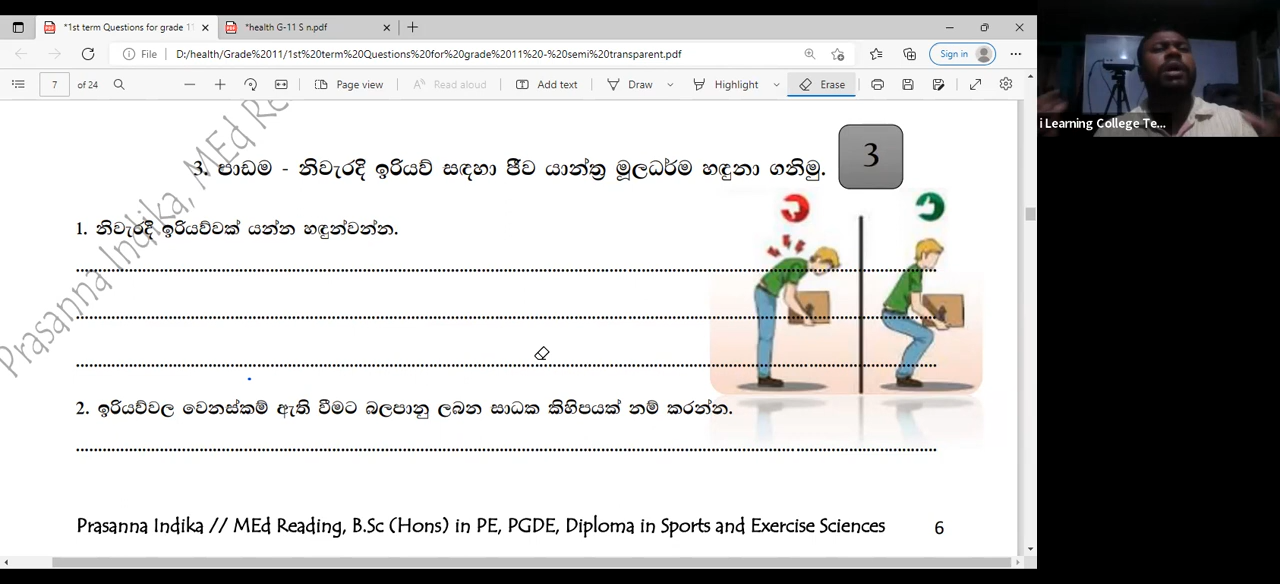 *1st term Questions for grade 11
*health G-11 S n.pdf
File
D:/health/Grade%2011/1st%20term%20Questions%20for%20grade%2011%20-%20semi%20transparent.pdf
Sign in
7 of 24
Page view
Read aloud
Add text
Draw
Highlight
Erase
i Learning College Te...
Prasanna Indika, MEd Re
3
3. පාඩම - නිවැරදි ඉරියව් සඳහා ජීව යාන්ත්‍ර මූලධර්ම හඳුනා ගනිමු.
1. නිවැරදි ඉරියව්වක් යන්න හඳුන්වන්න.
2. ඉරියව්වල වෙනස්කම් ඇති වීමට බලපානු ලබන සාධක කිහිපයක් නම් කරන්න.
Prasanna Indika // MEd Reading, B.Sc (Hons) in PE, PGDE, Diploma in Sports and Exercise Sciences
6